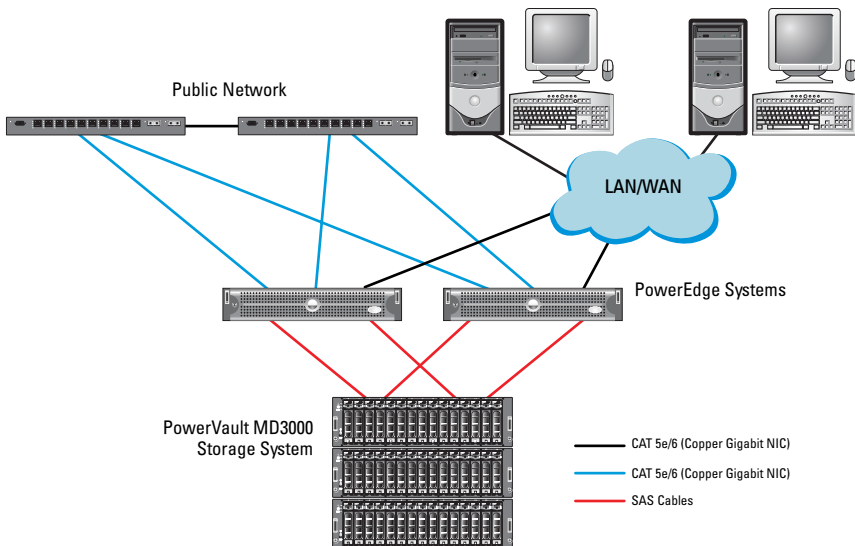 Public Network
LAN/WAN
PowerEdge Systems
PowerVault MD3000
Storage System
CAT 5e/6 (Copper Gigabit NIC)
CAT 5e/6 (Copper Gigabit NIC)
SAS Cables